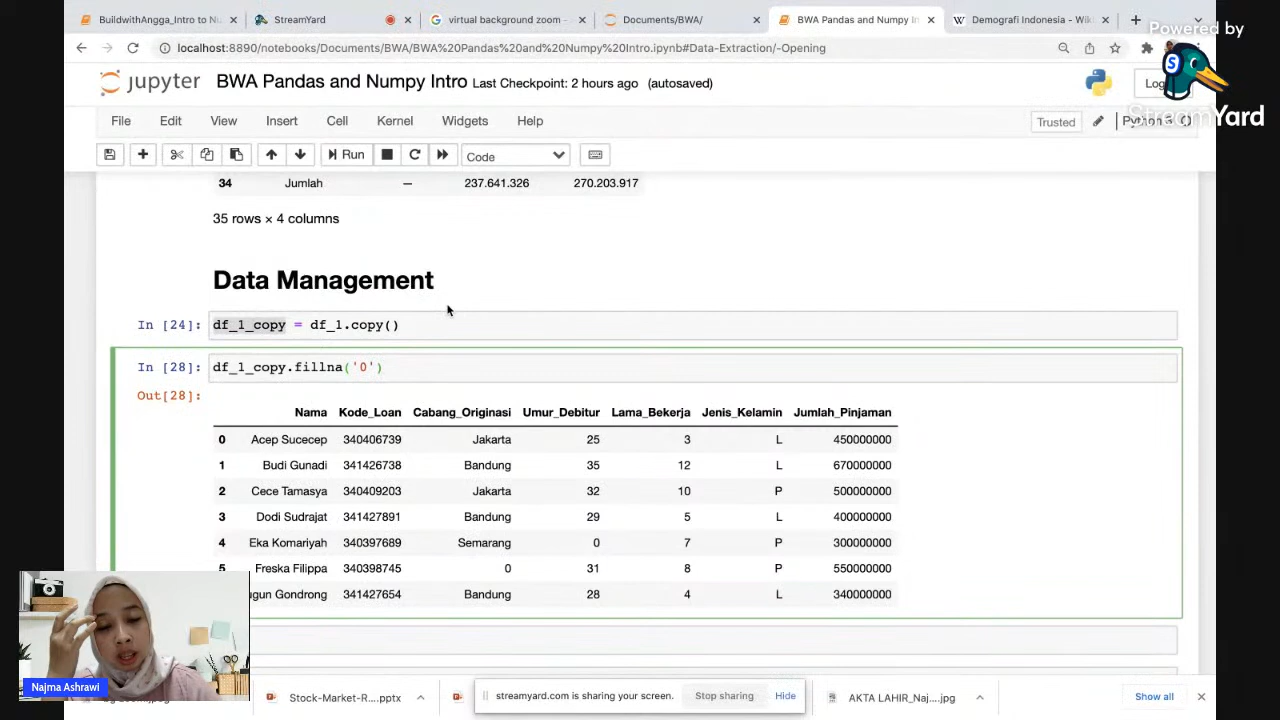 BuildwithAngga_Intro to Nu
StreamYard
virtual background zoom -
Documents/BWA/
BWA Pandas and Numpy In
Demografi Indonesia - Wiki
Powered by
localhost:8890/notebooks/Documents/BWA/BWA%20Pandas%20and%20Numpy%20Intro.ipynb#Data-Extraction/-Opening
jupyter BWA Pandas and Numpy Intro Last Checkpoint: 2 hours ago (autosaved)
StreamYard
File Edit View Insert Cell Kernel Widgets Help
Trusted
Run
Code
34 Jumlah — 237.641.326 270.203.917
35 rows × 4 columns
Data Management
In [24]: df_1_copy = df_1.copy()
In [28]: df_1_copy.fillna('0')
Out[28]:
Nama Kode_Loan Cabang_Originasi Umur_Debitur Lama_Bekerja Jenis_Kelamin Jumlah_Pinjaman
0 Acep Sucecep 340406739 Jakarta 25 3 L 450000000
1 Budi Gunadi 341426738 Bandung 35 12 L 670000000
2 Cece Tamasya 340409203 Jakarta 32 10 P 500000000
3 Dodi Sudrajat 341427891 Bandung 29 5 L 400000000
4 Eka Komariyah 340397689 Semarang 0 7 P 300000000
5 Freska Filippa 340398745 0 31 8 P 550000000
gun Gondrong 341427654 Bandung 28 4 L 340000000
Najma Ashrawi
Stock-Market-R....pptx
streamyard.com is sharing your screen.
Stop sharing
Hide
AKTA LAHIR_Naj....jpg
Show all